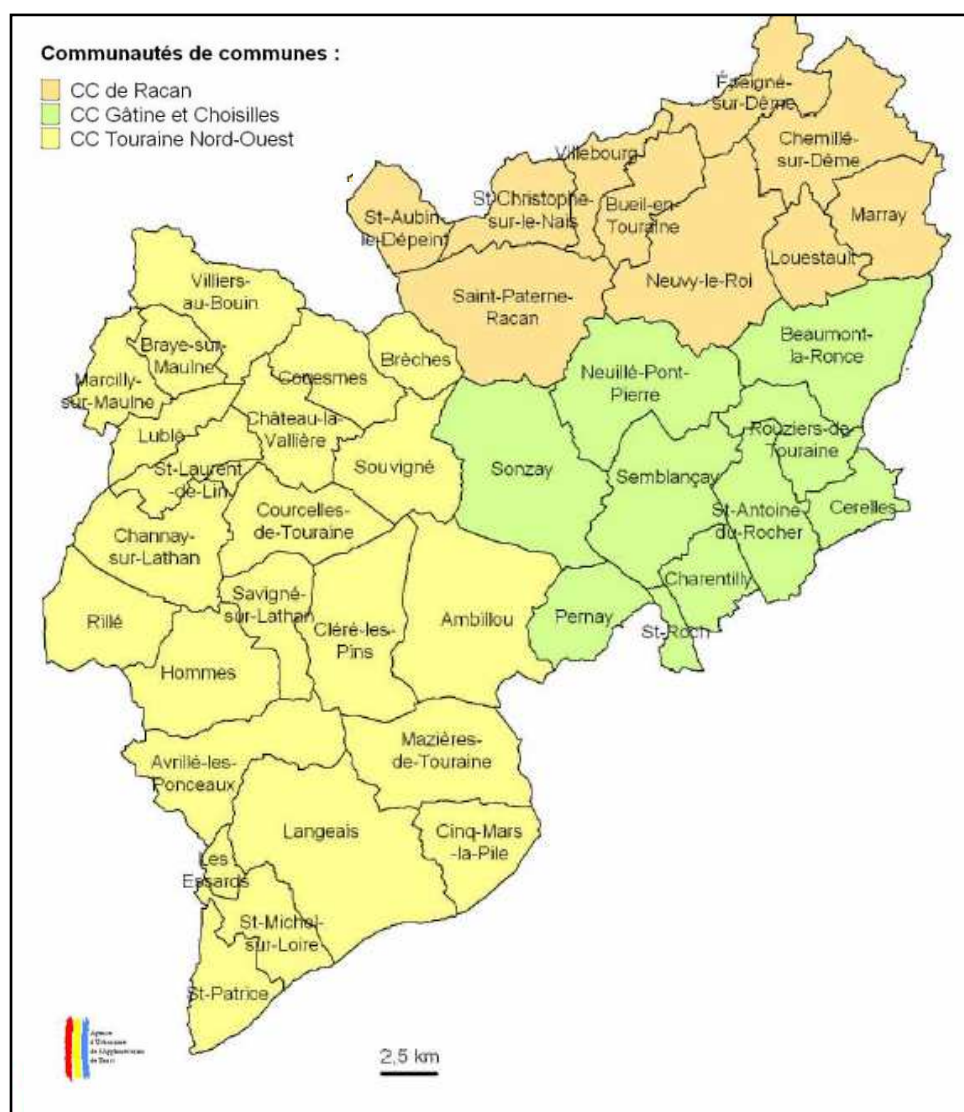 Communautés de communes :
CC de Racan
CC Gâtine et Choisilles
CC Touraine Nord-Ouest
Épeigné-
sur-Dême
Chemillé-
sur-Dême
Villebourg
St-Christophe-
sur-le-Nais
St-Aubin-
le-Dépeint
Bueil-en-
Touraine
Marray
Louestault
Neuvy-le-Roi
Saint-Paterne-
Racan
Villiers-
au-Bouin
Beaumont-
la-Ronce
Braye-sur-
Maulne
Brèches
Marcilly-
sur-Maulne
Couesmes
Neuillé-Pont-
Pierre
Château-la-
Vallière
Lublé
Rouziers-de-
Touraine
St-Laurent-
de-Lin
Souvigné
Sonzay
Semblançay
Courcelles-
de-Touraine
St-Antoine-
du-Rocher
Cerelles
Channay-
sur-Lathan
Charentilly
Savigné-
sur-Lathan
Rillé
Cléré-les-
Pins
Ambillou
Pernay
St-Roch
Hommes
Mazières-
de-Touraine
Avrillé-les-
Ponceaux
Langeais
Cinq-Mars
-la-Pile
Les
Essards
St-Michel-
sur-Loire
St-Patrice
Agence
d'Urbanisme
de l'Agglomération
de Tours
2,5 km